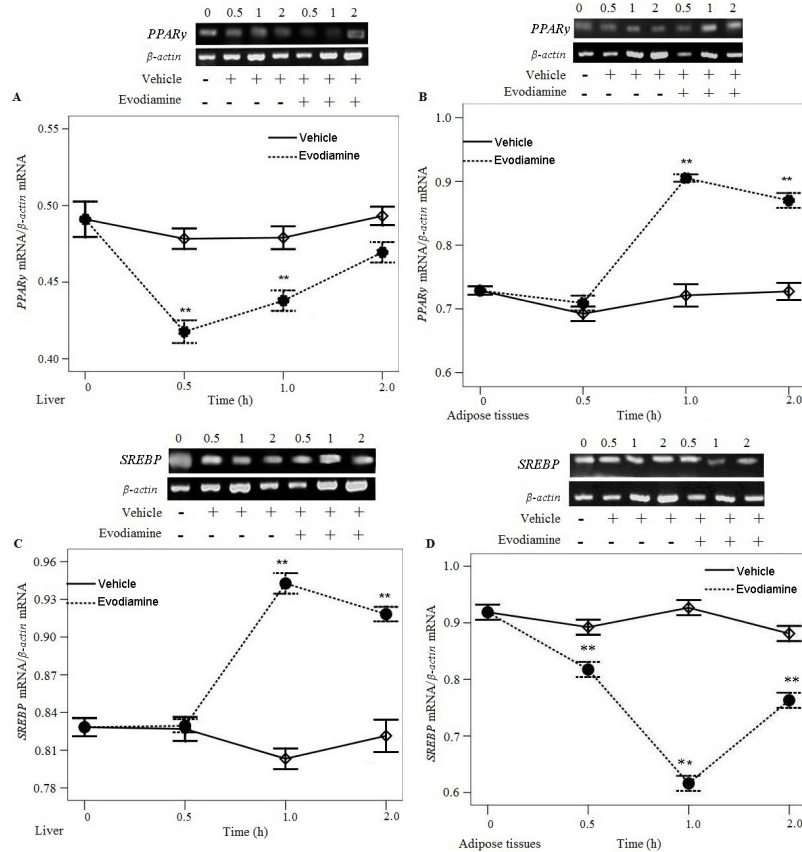 0 0.5 1 2 0.5 1 2
PPARγ
β-actin
Vehicle - + + + + + +
Evodiamine - - - - + + +
A
0.55
0.50
0.45
0.40
PPARγ mRNA/β-actin mRNA
Vehicle
Evodiamine
**
**
0 0.5 1.0 2.0
Liver Time (h)
0 0.5 1 2 0.5 1 2
PPARγ
β-actin
Vehicle - + + + + + +
Evodiamine - - - - + + +
B
1.0
0.9
0.8
0.7
0.6
PPARγ mRNA/β-actin mRNA
Vehicle
Evodiamine
**
**
0 0.5 1.0 2.0
Adipose tissues Time (h)
0 0.5 1 2 0.5 1 2
SREBP
β-actin
Vehicle - + + + + + +
Evodiamine - - - - + + +
C
0.96
0.93
0.90
0.87
0.84
0.81
0.78
SREBP mRNA/β-actin mRNA
Vehicle
Evodiamine
**
**
0 0.5 1.0 2.0
Liver Time (h)
0 0.5 1 2 0.5 1 2
SREBP
β-actin
Vehicle - + + + + + +
Evodiamine - - - - + + +
D
1.0
0.9
0.8
0.7
0.6
SREBP mRNA/β-actin mRNA
Vehicle
Evodiamine
**
**
**
0 0.5 1.0 2.0
Adipose tissues Time (h)